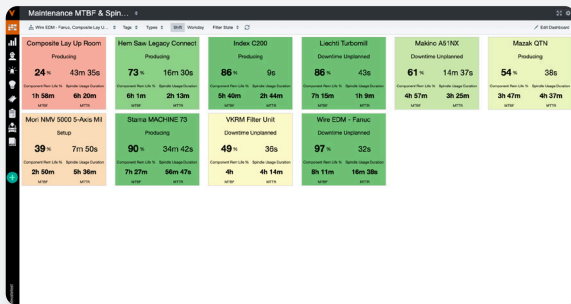 Maintenance MTBF & Spin...
Wire EDM - Fanuc, Composite Lay U...
Tags
Types
Shift
Workday
Filter State
Edit Dashboard
Composite Lay Up Room
Producing
24 % 43m 35s
Component Rem Life % Spindle Usage Duration
1h 58m 6h 20m
MTBF MTTR
Hem Saw Legacy Connect
Producing
73 % 16m 30s
Component Rem Life % Spindle Usage Duration
6h 1m 2h 13m
MTBF MTTR
Index C200
Producing
86 % 9s
Component Rem Life % Spindle Usage Duration
5h 40m 2h 44m
MTBF MTTR
Liechti Turbomill
Downtime Unplanned
86 % 43s
Component Rem Life % Spindle Usage Duration
7h 15m 1h 9m
MTBF MTTR
Makino A51NX
Downtime Unplanned
61 % 14m 37s
Component Rem Life % Spindle Usage Duration
4h 57m 3h 25m
MTBF MTTR
Mazak QTN
Producing
54 % 38s
Component Rem Life % Spindle Usage Duration
3h 47m 4h 37m
MTBF MTTR
Mori NMV 5000 5-Axis Mil
Setup
39 % 7m 50s
Component Rem Life % Spindle Usage Duration
2h 50m 5h 36m
MTBF MTTR
Stama MACHINE 73
Producing
90 % 34m 42s
Component Rem Life % Spindle Usage Duration
7h 27m 56m 47s
MTBF MTTR
VKRM Filter Unit
Downtime Unplanned
49 % 36s
Component Rem Life % Spindle Usage Duration
4h 4h 14m
MTBF MTTR
Wire EDM - Fanuc
Downtime Unplanned
97 % 32s
Component Rem Life % Spindle Usage Duration
8h 11m 16m 38s
MTBF MTTR